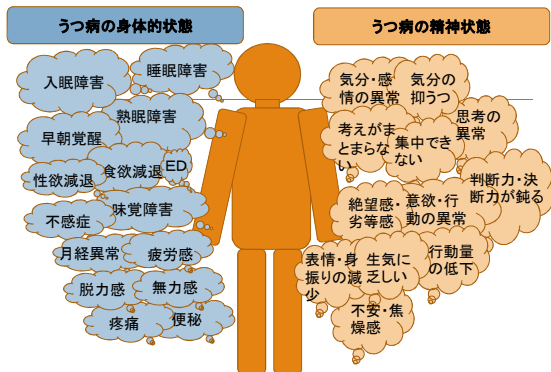 うつ病の身体的状態
入眠障害
睡眠障害
熟眠障害
早朝覚醒
食欲減退
ED
性欲減退
味覚障害
不感症
月経異常
疲労感
脱力感
無力感
疼痛
便秘
うつ病の精神状態
気分・感
情の異常
気分の
抑うつ
思考の
異常
考えがま
とまらな
い
集中でき
ない
判断力・決
断力が鈍る
絶望感・
劣等感
意欲・行
動の異常
表情・身
振りの減
少
生気に
乏しい
行動量
の低下
不安・焦
燥感